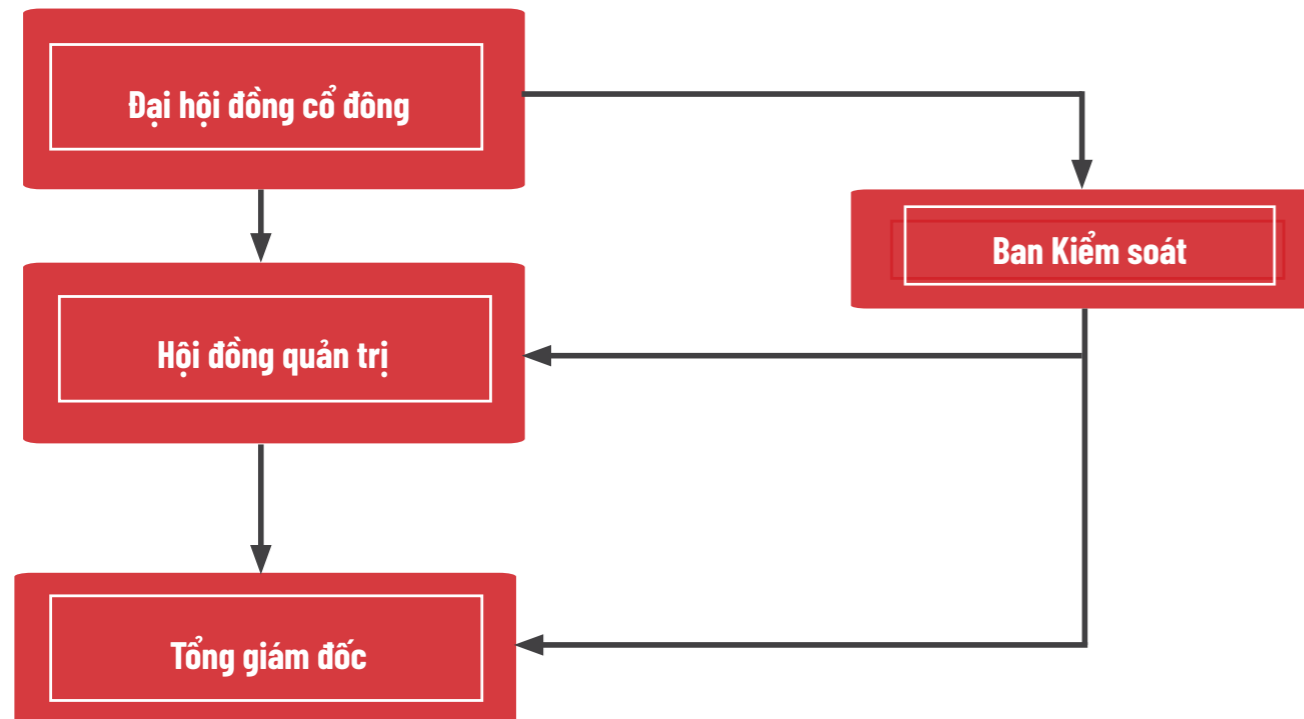 Đại hội đồng cổ đông
Ban Kiểm soát
Hội đồng quản trị
Tổng giám đốc